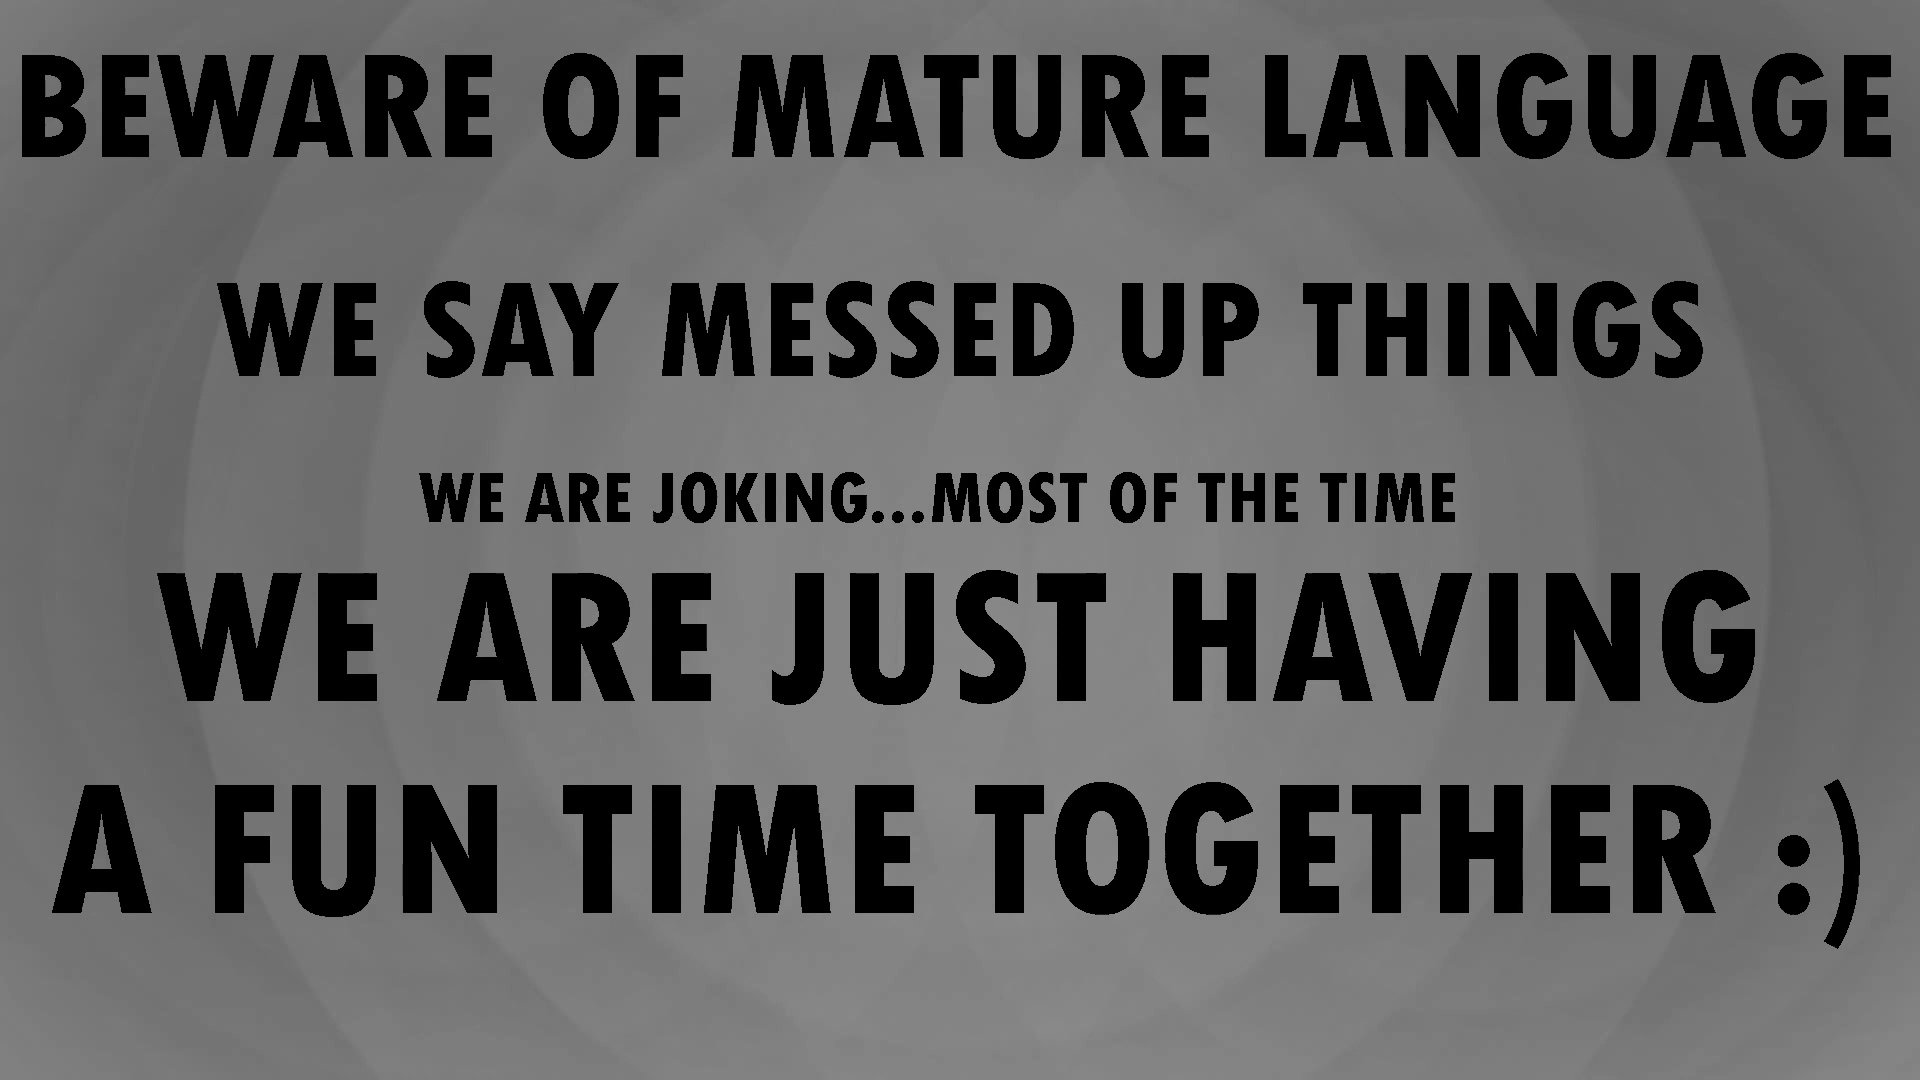 BEWARE OF MATURE LANGUAGE
WE SAY MESSED UP THINGS
WE ARE JOKING...MOST OF THE TIME
WE ARE JUST HAVING
A FUN TIME TOGETHER :)